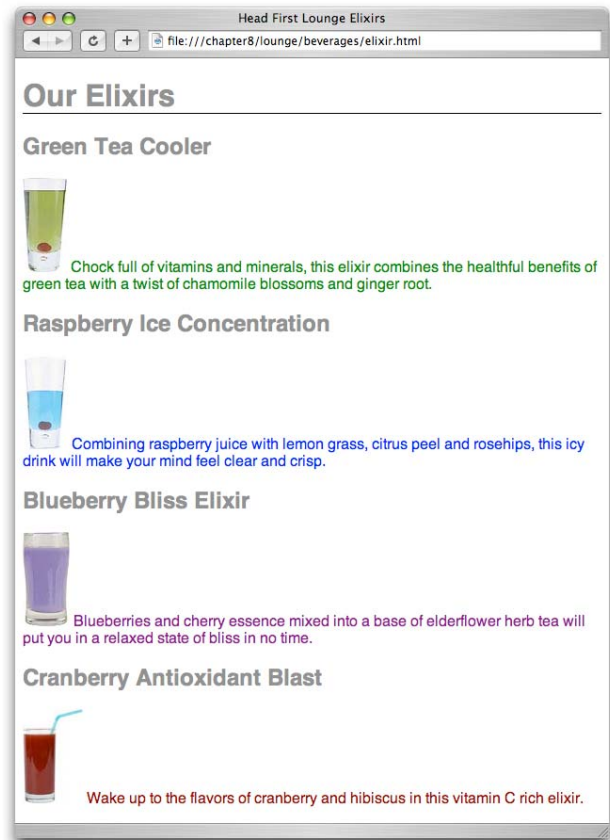 Head First Lounge Elixirs
file:///chapter8/lounge/beverages/elixir.html
Our Elixirs
Green Tea Cooler
Chock full of vitamins and minerals, this elixir combines the healthful benefits of
green tea with a twist of chamomile blossoms and ginger root.
Raspberry Ice Concentration
Combining raspberry juice with lemon grass, citrus peel and rosehips, this icy
drink will make your mind feel clear and crisp.
Blueberry Bliss Elixir
Blueberries and cherry essence mixed into a base of elderflower herb tea will
put you in a relaxed state of bliss in no time.
Cranberry Antioxidant Blast
Wake up to the flavors of cranberry and hibiscus in this vitamin C rich elixir.